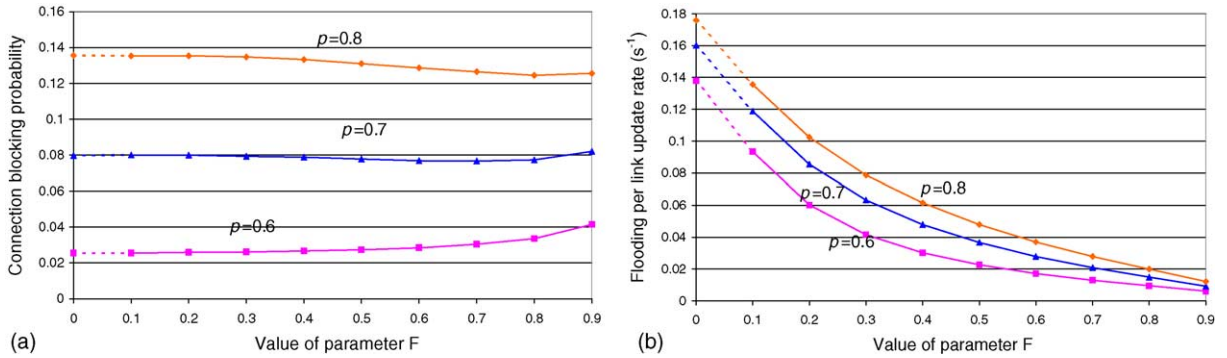 Connection blocking probability
0.16
0.14
0.12
0.1
0.08
0.06
0.04
0.02
0
p=0.8
p=0.7
p=0.6
0 0.1 0.2 0.3 0.4 0.5 0.6 0.7 0.8 0.9
(a) Value of parameter F
Flooding per link update rate (s⁻¹)
0.18
0.16
0.14
0.12
0.1
0.08
0.06
0.04
0.02
0
p=0.8
p=0.7
p=0.6
0 0.1 0.2 0.3 0.4 0.5 0.6 0.7 0.8 0.9
(b) Value of parameter F